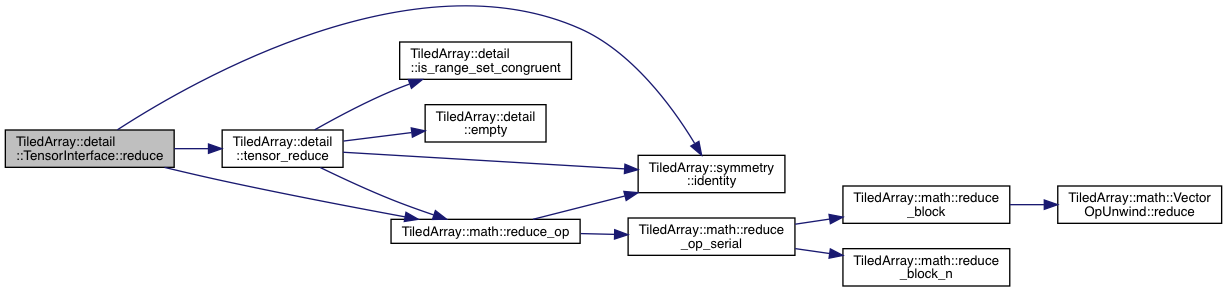 TiledArray::detail
::TensorInterface::reduce
TiledArray::detail
::tensor_reduce
TiledArray::detail
::is_range_set_congruent
TiledArray::detail
::empty
TiledArray::math::reduce_op
TiledArray::symmetry
::identity
TiledArray::math::reduce
_op_serial
TiledArray::math::reduce
_block
TiledArray::math::reduce
_block_n
TiledArray::math::Vector
OpUnwind::reduce